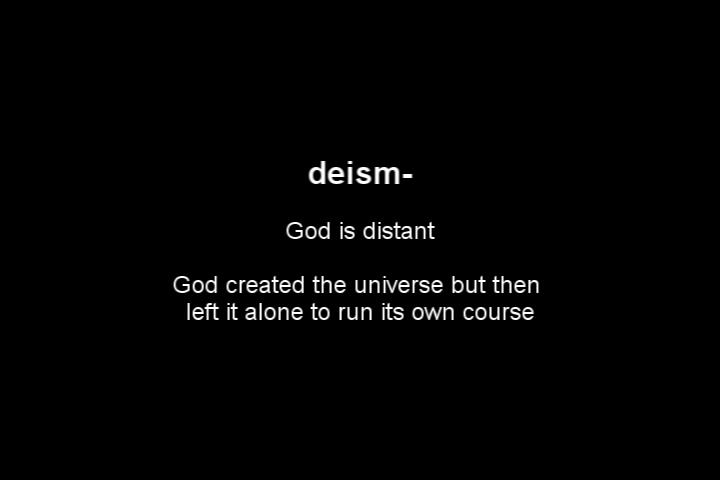 deism-
God is distant
God created the universe but then
left it alone to run its own course